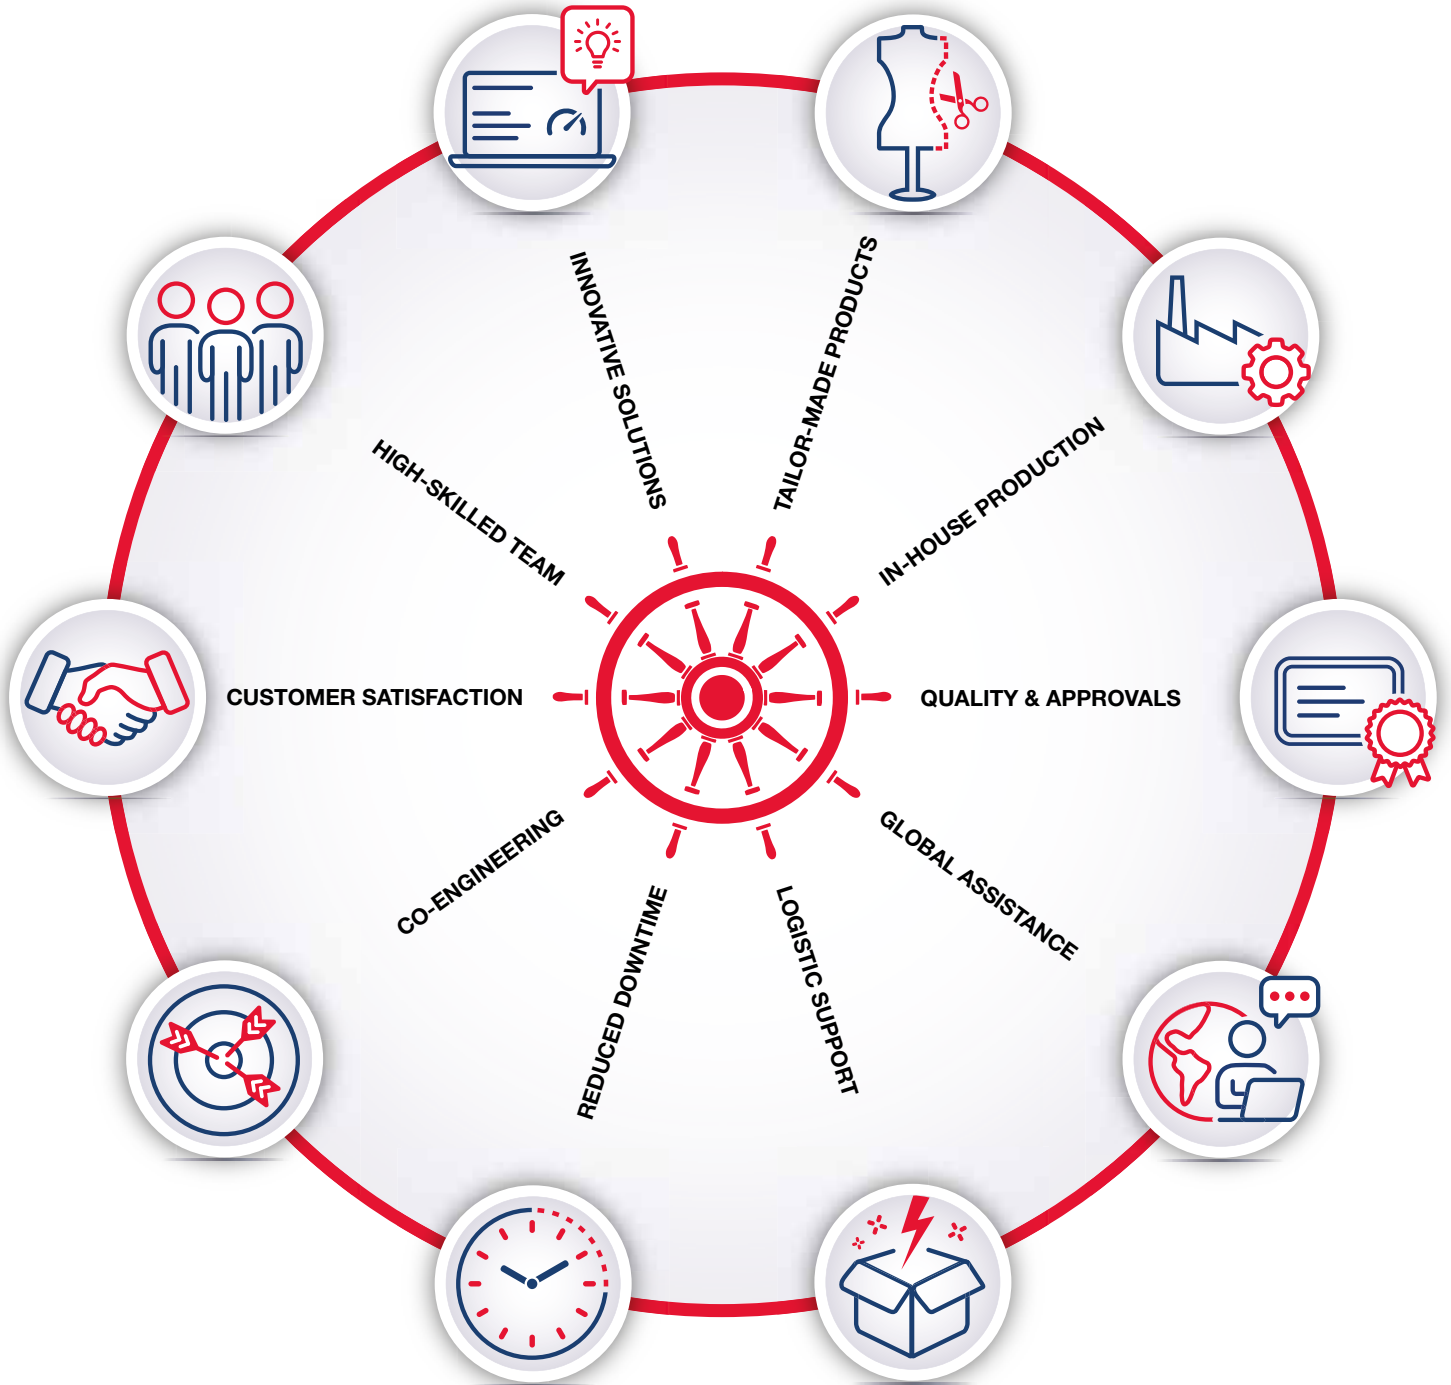 INNOVATIVE SOLUTIONS
TAILOR-MADE PRODUCTS
IN-HOUSE PRODUCTION
QUALITY & APPROVALS
GLOBAL ASSISTANCE
LOGISTIC SUPPORT
REDUCED DOWNTIME
CO-ENGINEERING
CUSTOMER SATISFACTION
HIGH-SKILLED TEAM